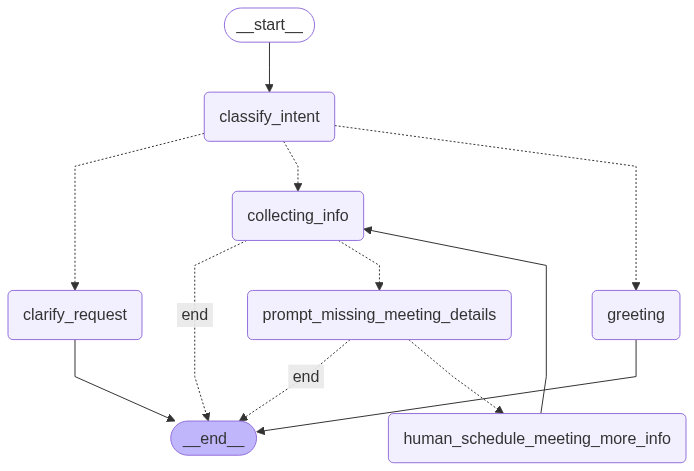 __start__
classify_intent
collecting_info
clarify_request
end
prompt_missing_meeting_details
greeting
end
__end__
human_schedule_meeting_more_info